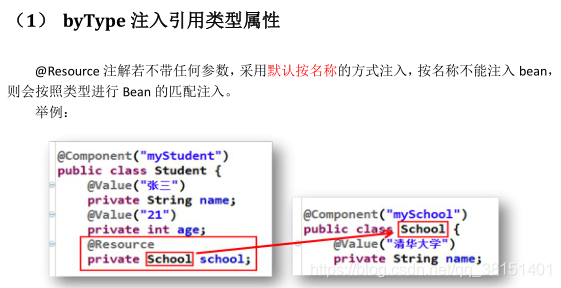 （1） byType 注入引用类型属性
@Resource 注解若不带任何参数，采用默认按名称的方式注入，按名称不能注入 bean，
则会按照类型进行 Bean 的匹配注入。
举例：
@Component("myStudent")
public class Student {
@Value("张三")
private String name;
@Value("21")
private int age;
@Resource
private School school;
@Component("mySchool")
public class School {
@Value("清华大学")
private String name;
https://blog.csdn.net/qq_38151401